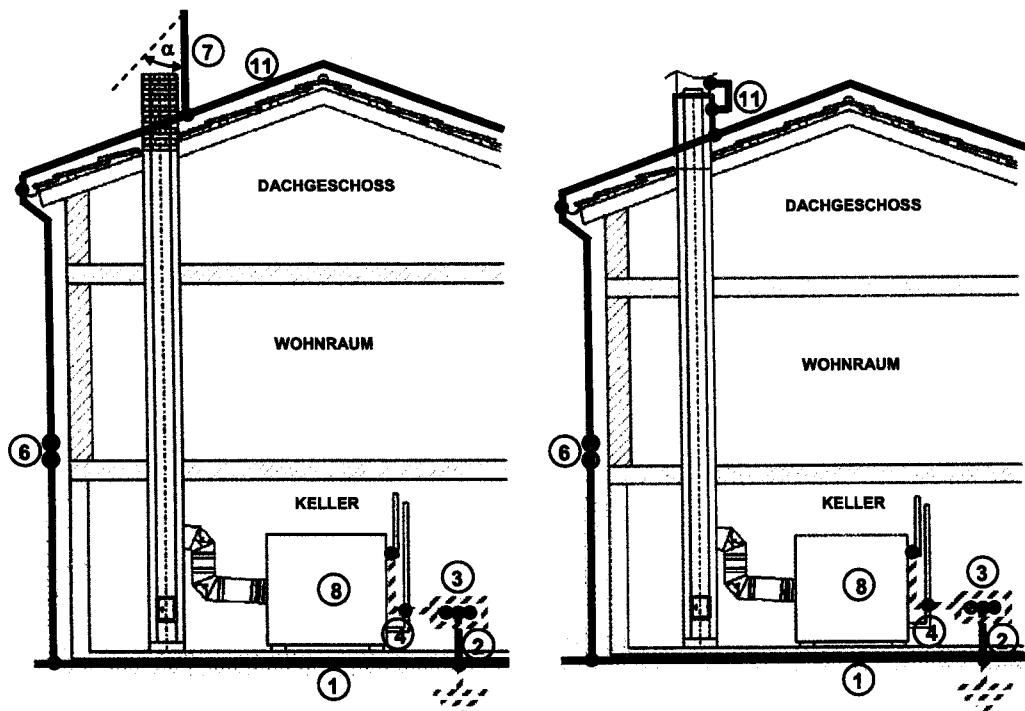 α
7
11
DACHGESCHOSS
WOHNRAUM
6
KELLER
3
8
4
2
1
11
DACHGESCHOSS
WOHNRAUM
6
KELLER
3
8
4
2
1